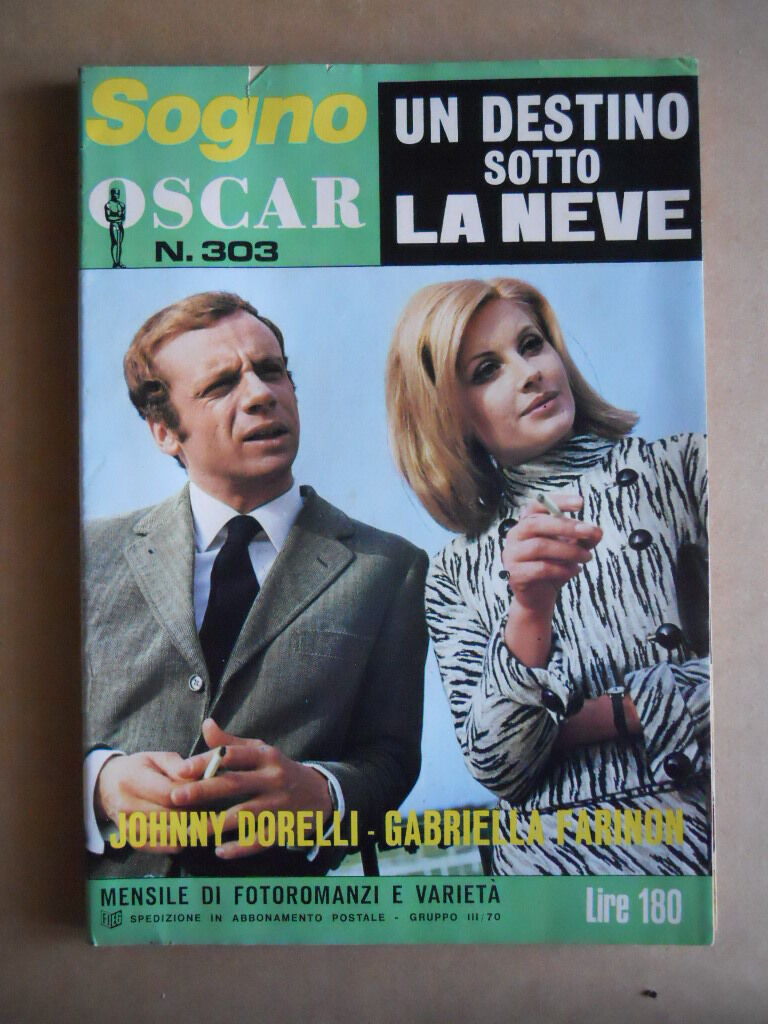 Sogno
OSCAR
N. 303
UN DESTINO
SOTTO
LA NEVE
JOHNNY DORELLI - GABRIELLA FARINON
MENSILE DI FOTOROMANZI E VARIETÀ
FIEG SPEDIZIONE IN ABBONAMENTO POSTALE - GRUPPO III/70
Lire 180